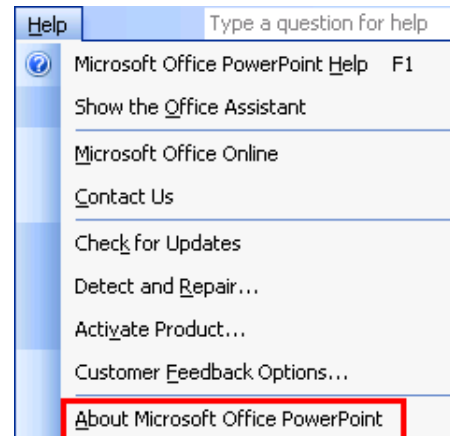 Help Type a question for help
Microsoft Office PowerPoint Help F1
Show the Office Assistant
Microsoft Office Online
Contact Us
Check for Updates
Detect and Repair...
Activate Product...
Customer Feedback Options...
About Microsoft Office PowerPoint